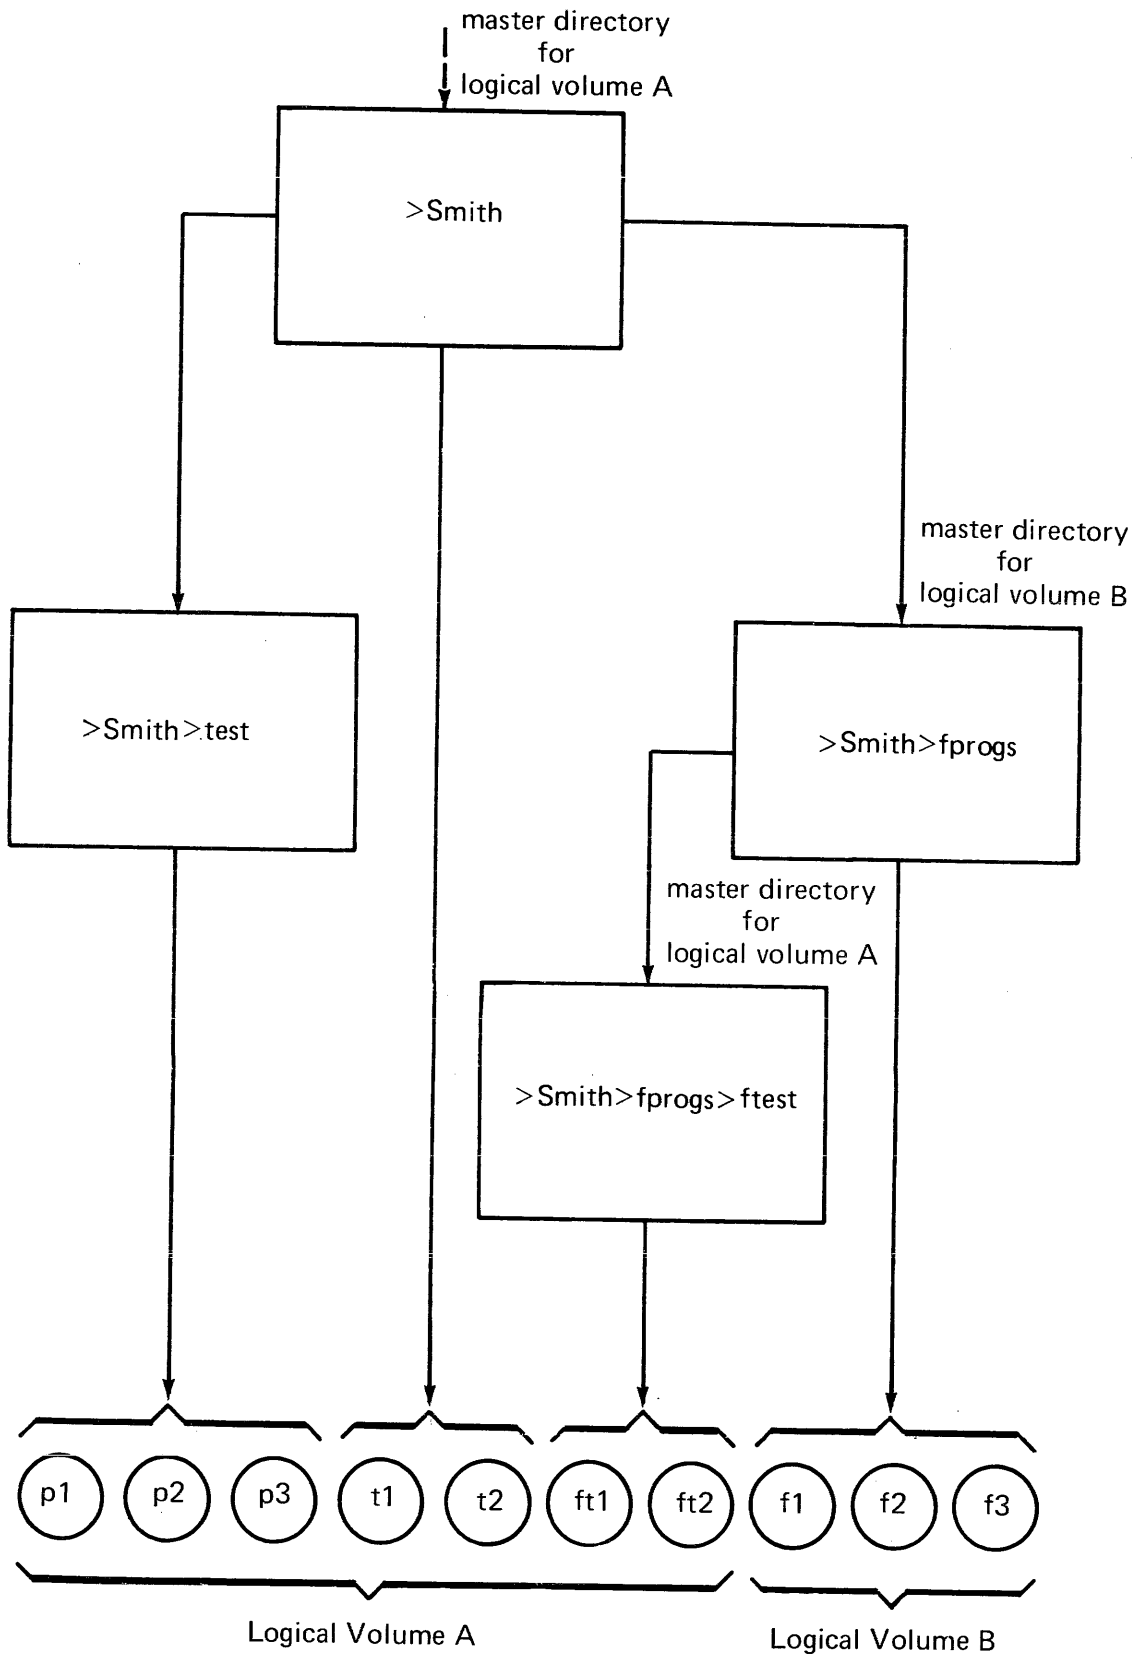 master directory
for
logical volume A
>Smith
master directory
for
logical volume B
>Smith>test
>Smith>fprogs
master directory
for
logical volume A
>Smith>fprogs>ftest
p1 p2 p3 t1 t2 ft1 ft2 f1 f2 f3
Logical Volume A
Logical Volume B